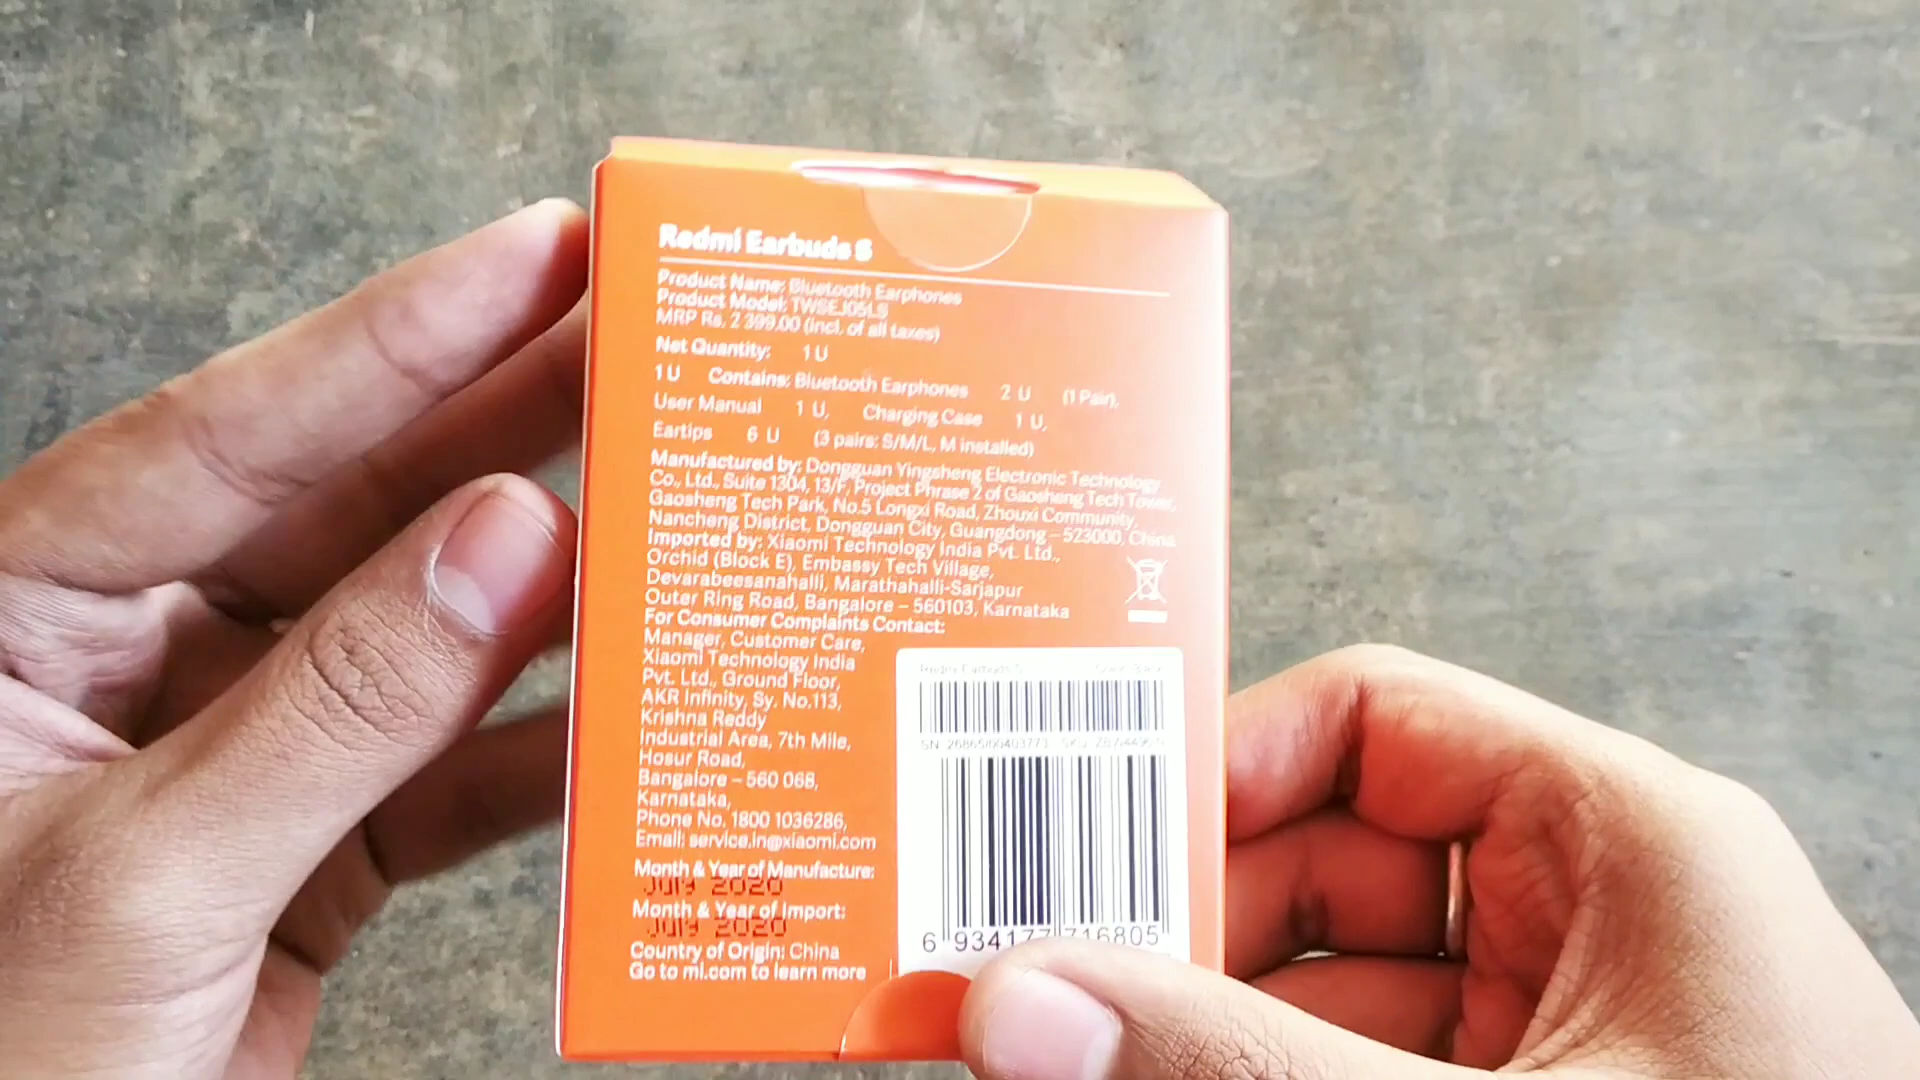 Redmi Earbuds S
Product Name: Bluetooth Earphones
Product Model: TWSEJ05LS
MRP Rs. 2 399.00 (incl. of all taxes)
Net Quantity: 1 U
1 U Contains: Bluetooth Earphones 2 U (1 Pair),
User Manual 1 U, Charging Case 1 U,
Eartips 6 U (3 pairs: S/M/L, M installed)
Manufactured by: Dongguan Yingsheng Electronic Technology
Co., Ltd., Suite 1304, 13/F, Project Phrase 2 of Gaosheng Tech Tower,
Gaosheng Tech Park, No.5 Longxi Road, Zhouxi Community,
Nancheng District, Dongguan City, Guangdong – 523000, China
Imported by: Xiaomi Technology India Pvt. Ltd.,
Orchid (Block E), Embassy Tech Village,
Devarabeesanahalli, Marathahalli-Sarjapur
Outer Ring Road, Bangalore – 560103, Karnataka
For Consumer Complaints Contact:
Manager, Customer Care,
Xiaomi Technology India
Pvt. Ltd., Ground Floor,
AKR Infinity, Sy. No.113,
Krishna Reddy
Industrial Area, 7th Mile,
Hosur Road,
Bangalore – 560 068,
Karnataka,
Phone No. 1800 1036286,
Email: service.in@xiaomi.com
Month & Year of Manufacture:
July 2020
Month & Year of Import:
July 2020
Country of Origin: China
Go to mi.com to learn more
Redmi Earbuds S
SN: SKU:
6 934177 716805